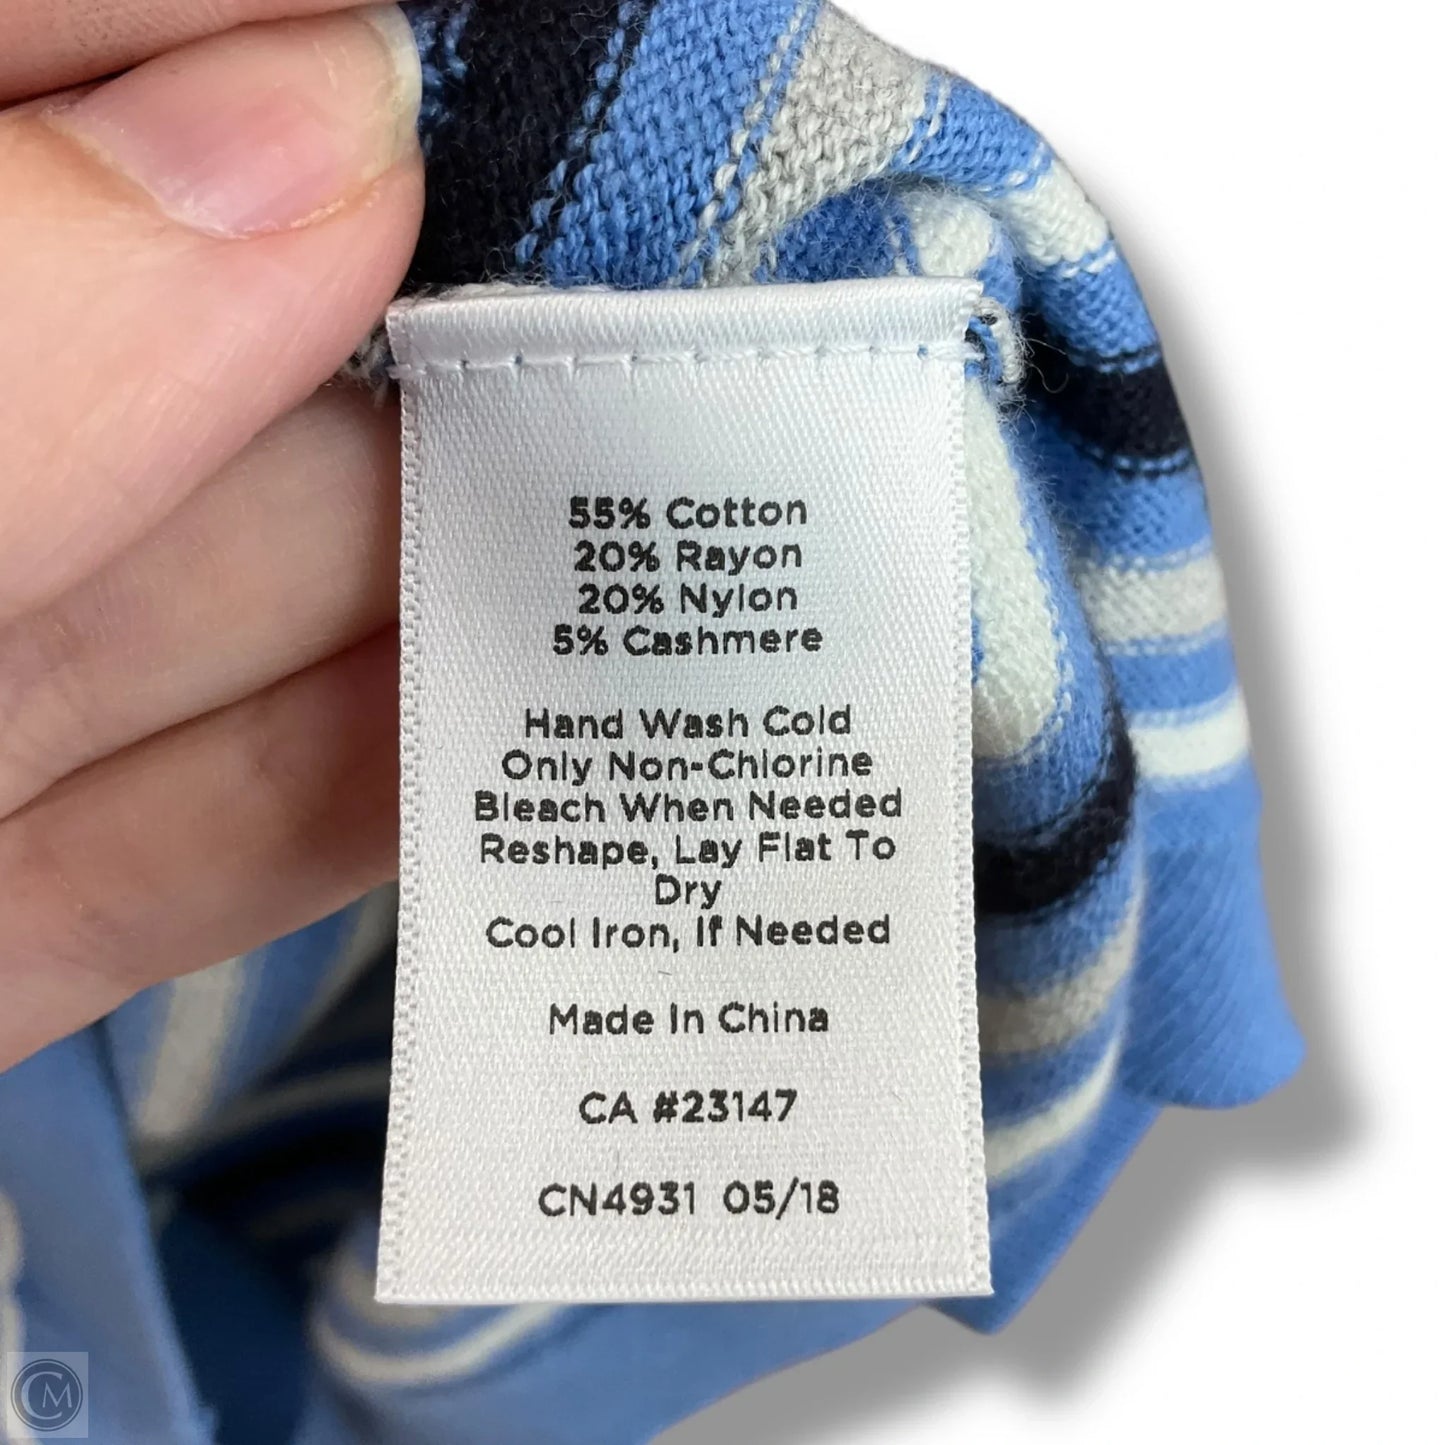 55% Cotton
20% Rayon
20% Nylon
5% Cashmere
Hand Wash Cold
Only Non-Chlorine
Bleach When Needed
Reshape, Lay Flat To
Dry
Cool Iron, If Needed
Made In China
CA #23147
CN4931 05/18
CM